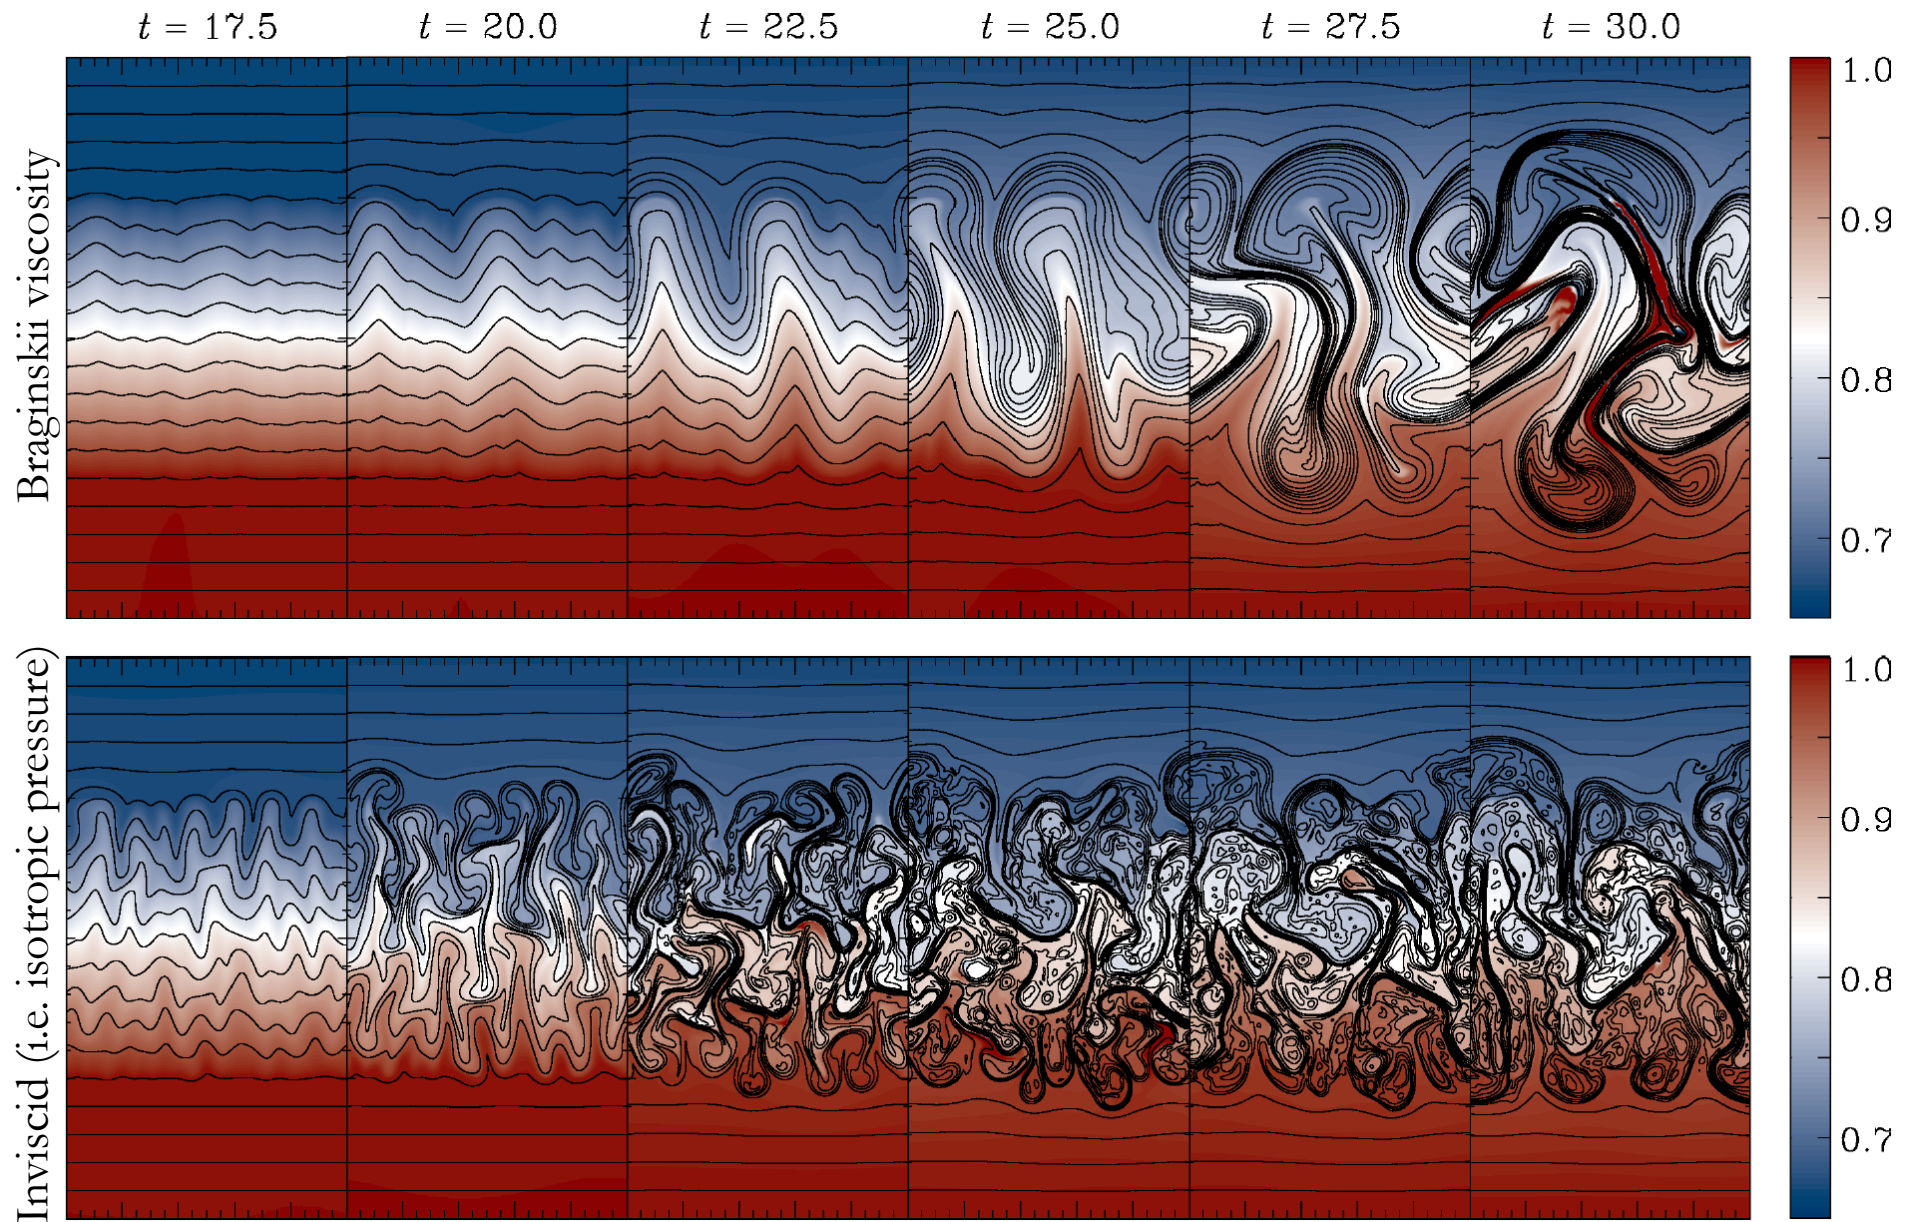 t = 17.5 t = 20.0 t = 22.5 t = 25.0 t = 27.5 t = 30.0
Braginskii viscosity
1.0
0.9
0.8
0.7
Inviscid (i.e. isotropic pressure)
1.0
0.9
0.8
0.7